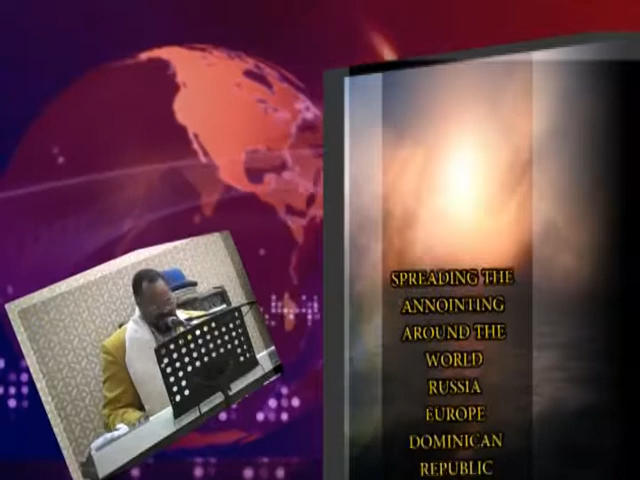 SPREADING THE
ANNOINTING
AROUND THE
WORLD
RUSSIA
EUROPE
DOMINICAN
REPUBLIC